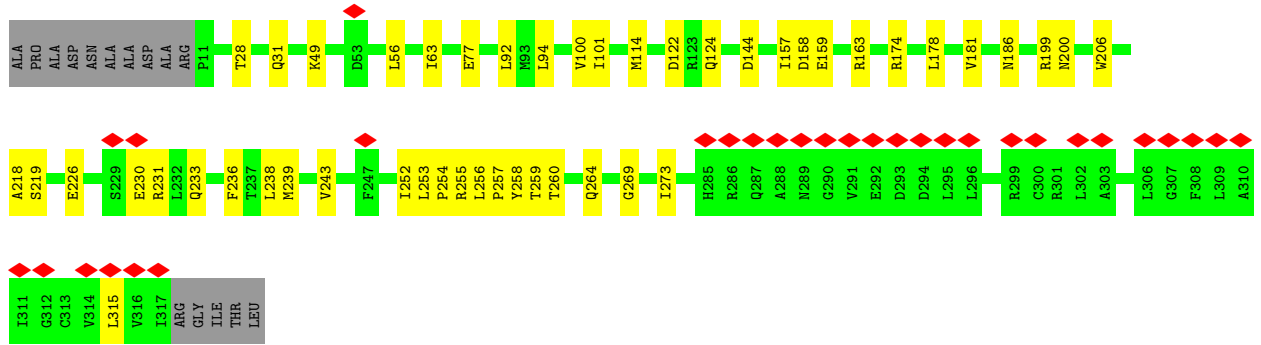 ALA PRO ALA ASP ASN ALA ALA ASP ALA ARG P11 T28 Q31 K49 D53 L56 I63 E77 L92 M93 L94 V100 I101 M114 D122 R123 Q124 D144 I157 D158 E159 R163 R174 L178 V181 N186 R199 N200 W206
A218 S219 E226 S229 E230 R231 L232 Q233 F236 T237 L238 M239 V243 F247 I252 L253 P254 R255 L256 P257 Y258 T259 T260 Q264 G269 I273 H285 R286 Q287 A288 N289 G290 V291 E292 D293 D294 L295 L296 R299 C300 R301 L302 A303 L306 G307 F308 L309 A310
I311 G312 C313 V314 L315 V316 I317 ARG GLY ILE THR LEU